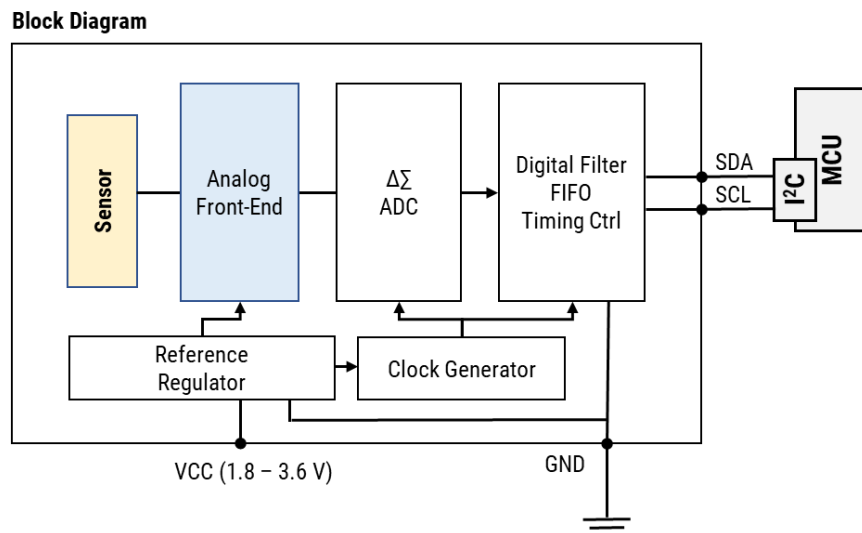 Block Diagram
Sensor
Analog
Front-End
ΔΣ
ADC
Digital Filter
FIFO
Timing Ctrl
SDA
SCL
I²C
MCU
Reference
Regulator
Clock Generator
VCC (1.8 – 3.6 V)
GND